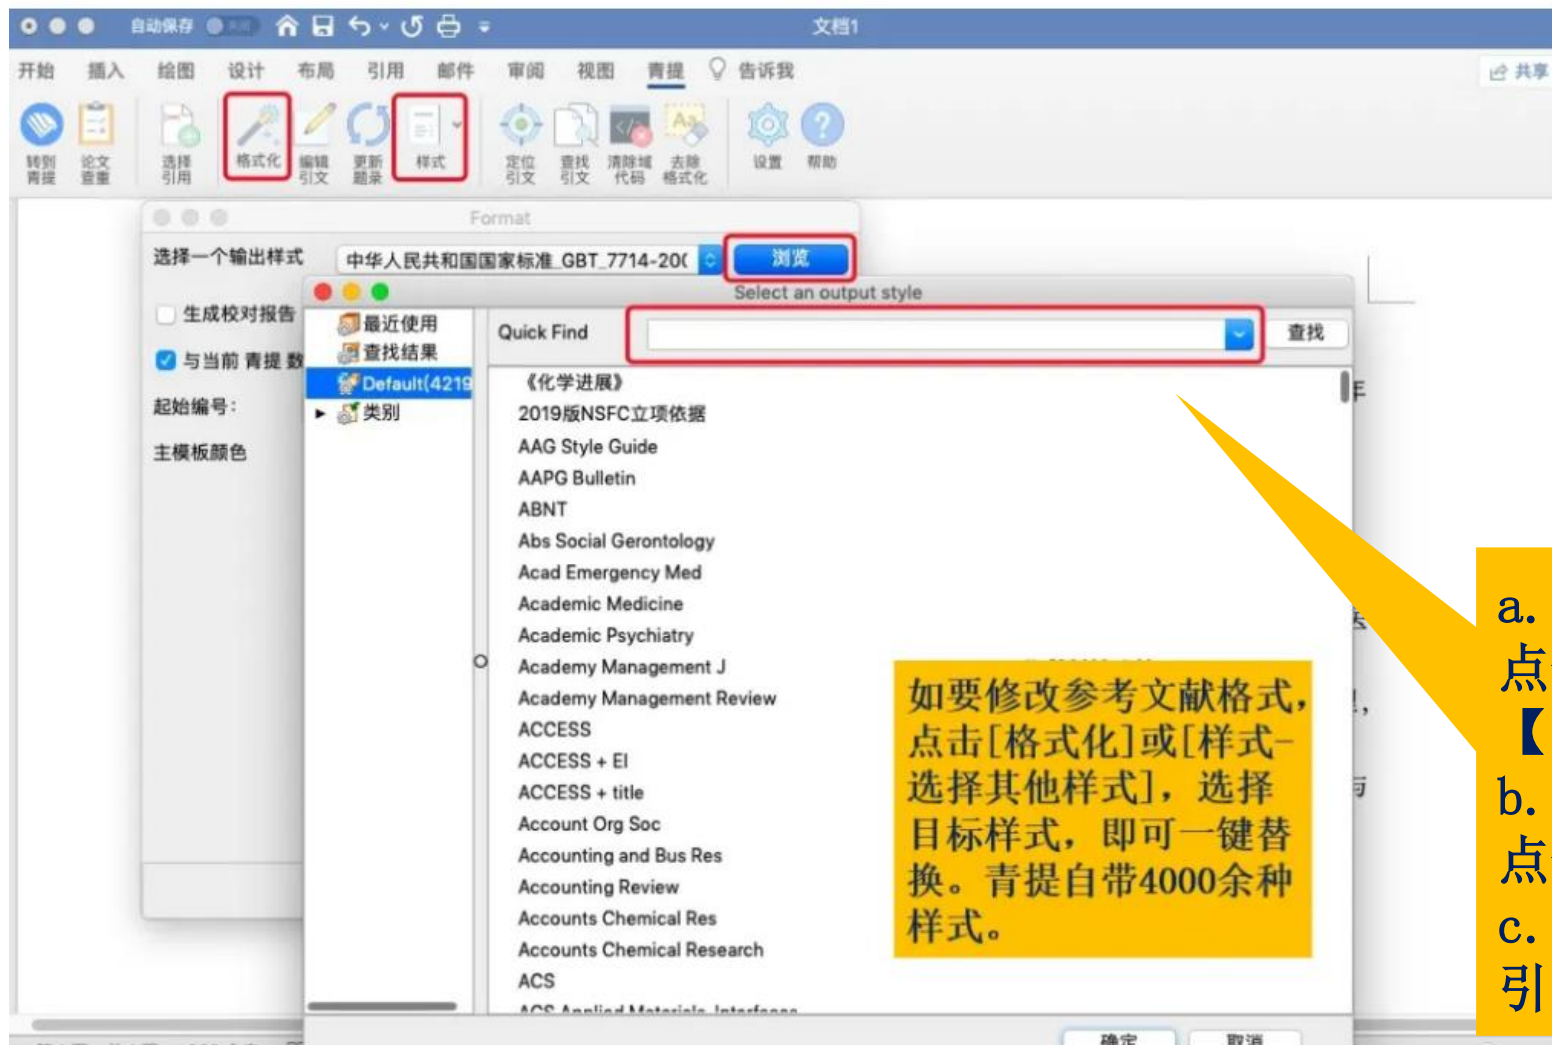 自动保存
文档1
开始 插入 绘图 设计 布局 引用 邮件 审阅 视图 青提 告诉我 共享
转到青提
论文查重
选择引用
格式化
编辑引文
更新题录
样式
定位引文
查找引文
清除域代码
去除格式化
设置
帮助
Format
选择一个输出样式 中华人民共和国国家标准_GBT_7714-20( 浏览
Select an output style
生成校对报告
与当前 青提 数
起始编号:
主模板颜色
最近使用
查找结果
Default(4219
类别
Quick Find 查找
《化学进展》
2019版NSFC立项依据
AAG Style Guide
AAPG Bulletin
ABNT
Abs Social Gerontology
Acad Emergency Med
Academic Medicine
Academic Psychiatry
Academy Management J
Academy Management Review
ACCESS
ACCESS + EI
ACCESS + title
Account Org Soc
Accounting and Bus Res
Accounting Review
Accounts Chemical Res
Accounts Chemical Research
ACS
ACS Applied Materials Interfaces
如要修改参考文献格式,
点击[格式化]或[样式-
选择其他样式], 选择
目标样式, 即可一键替
换。青提自带4000余种
样式。
a.
点
【
b.
点
c.
引
确定 取消